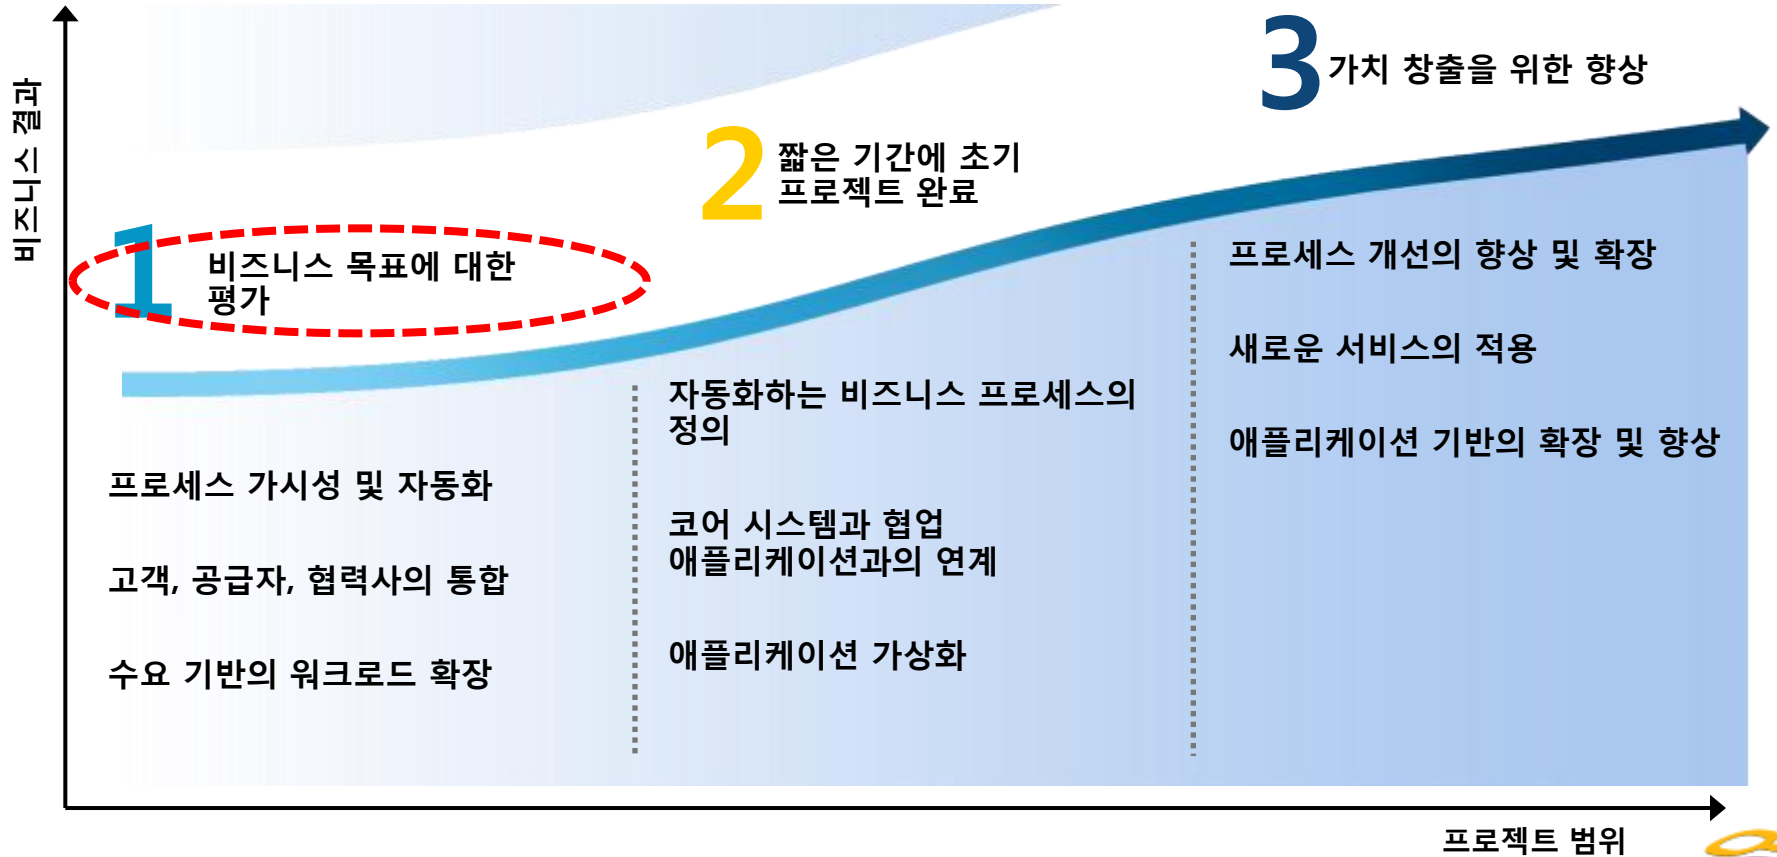 비즈니스 결과
1
비즈니스 목표에 대한
평가
2
짧은 기간에 초기
프로젝트 완료
3
가치 창출을 위한 향상
프로세스 가시성 및 자동화
고객, 공급자, 협력사의 통합
수요 기반의 워크로드 확장
자동화하는 비즈니스 프로세스의
정의
코어 시스템과 협업
애플리케이션과의 연계
애플리케이션 가상화
프로세스 개선의 향상 및 확장
새로운 서비스의 적용
애플리케이션 기반의 확장 및 향상
프로젝트 범위